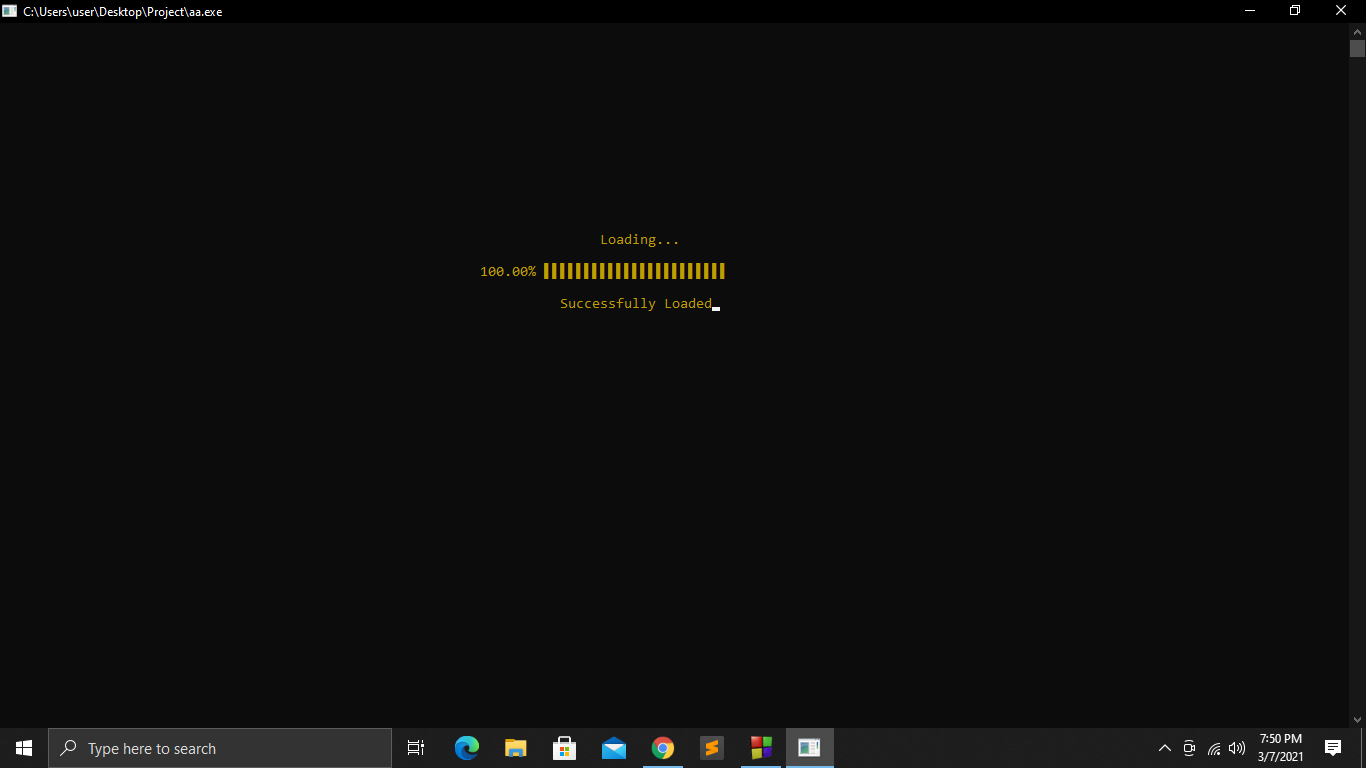 C:\Users\user\Desktop\Project\aa.exe
Loading...
100.00%
Successfully Loaded
Type here to search
7:50 PM
3/7/2021